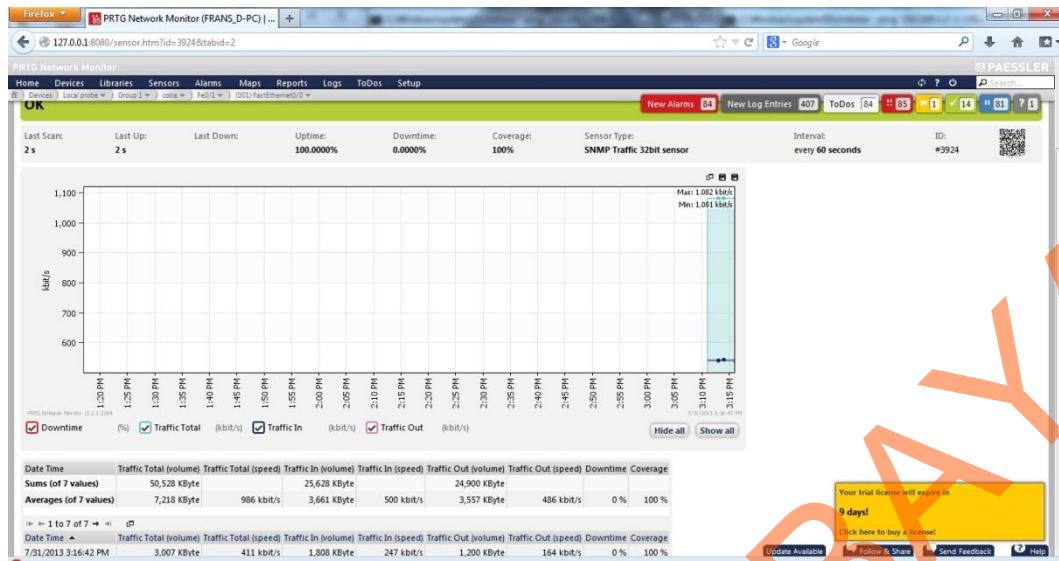 Firefox
PRTG Network Monitor (FRANS_D-PC) | ...
127.0.0.1:8080/sensor.htm?id=3924&tabid=2
Google
PRTG Network Monitor
PAESSLER
Home Devices Libraries Sensors Alarms Maps Reports Logs ToDos Setup
Search...
Devices Local probe Group 1 coba Fe0/1 (001) FastEthernet0/0
OK
New Alarms 84 New Log Entries 407 ToDos 84 !! 85 W 1 14 II 81 ? 1
Last Scan: Last Up: Last Down: Uptime: Downtime: Coverage: Sensor Type: Interval: ID:
2 s 2 s 100.0000% 0.0000% 100% SNMP Traffic 32bit sensor every 60 seconds #3924
Max: 1,082 kbit/s
Min: 1,081 kbit/s
1,100
1,000
900
800
700
600
kbit/s
1:20 PM 1:25 PM 1:30 PM 1:35 PM 1:40 PM 1:45 PM 1:50 PM 1:55 PM 2:00 PM 2:05 PM 2:10 PM 2:15 PM 2:20 PM 2:25 PM 2:30 PM 2:35 PM 2:40 PM 2:45 PM 2:50 PM 2:55 PM 3:00 PM 3:05 PM 3:10 PM 3:15 PM
PRTG Network Monitor
Downtime (%) Traffic Total (kbit/s) Traffic In (kbit/s) Traffic Out (kbit/s)
Hide all Show all
Date Time Traffic Total (volume) Traffic Total (speed) Traffic In (volume) Traffic In (speed) Traffic Out (volume) Traffic Out (speed) Downtime Coverage
Sums (of 7 values) 50,528 KByte 25,628 KByte 24,900 KByte
Averages (of 7 values) 7,218 KByte 986 kbit/s 3,661 KByte 500 kbit/s 3,557 KByte 486 kbit/s 0 % 100 %
1 to 7 of 7
Date Time Traffic Total (volume) Traffic Total (speed) Traffic In (volume) Traffic In (speed) Traffic Out (volume) Traffic Out (speed) Downtime Coverage
7/31/2013 3:16:42 PM 3,007 KByte 411 kbit/s 1,808 KByte 247 kbit/s 1,200 KByte 164 kbit/s 0 % 100 %
Your trial license will expire in
9 days!
Click here to buy a license!
Update Available Follow & Share Send Feedback Help